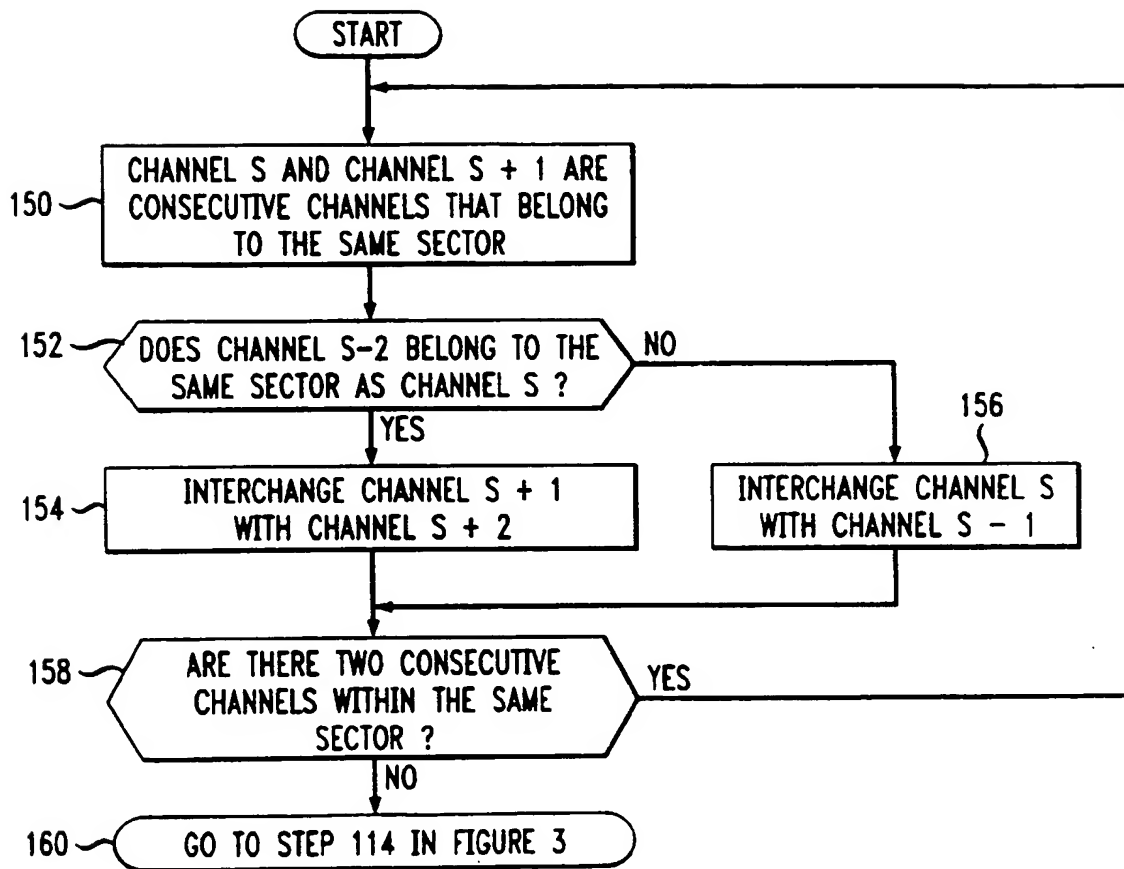 START
150
CHANNEL S AND CHANNEL S + 1 ARE
CONSECUTIVE CHANNELS THAT BELONG
TO THE SAME SECTOR
152
DOES CHANNEL S-2 BELONG TO THE
SAME SECTOR AS CHANNEL S ?
NO
YES
156
154
INTERCHANGE CHANNEL S + 1
WITH CHANNEL S + 2
INTERCHANGE CHANNEL S
WITH CHANNEL S - 1
158
ARE THERE TWO CONSECUTIVE
CHANNELS WITHIN THE SAME
SECTOR ?
YES
NO
160
GO TO STEP 114 IN FIGURE 3